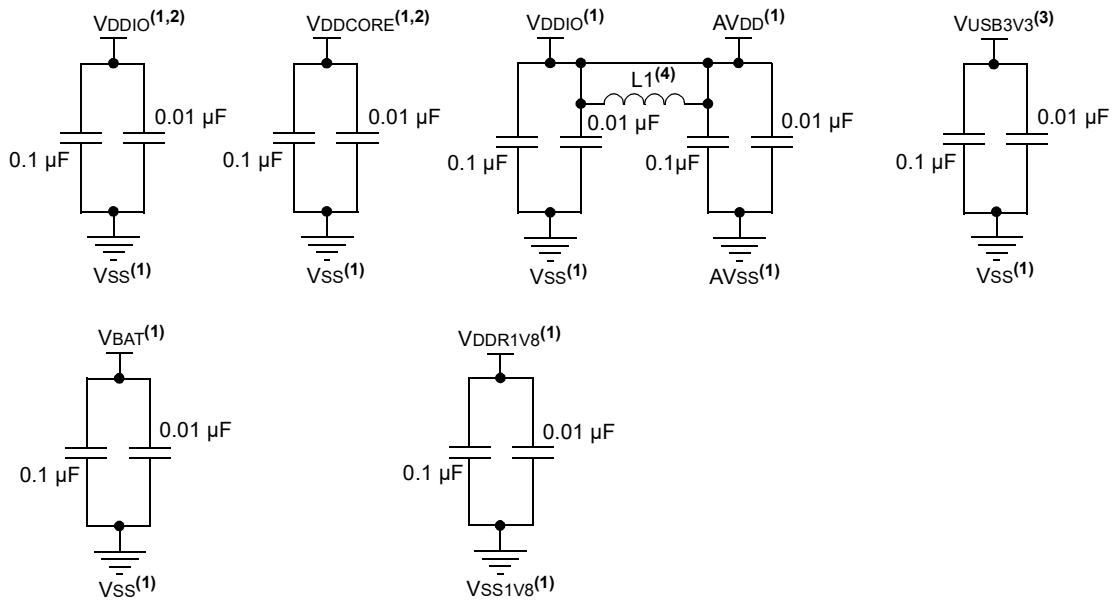 VDDIO(1,2)
0.1 µF
0.01 µF
VSS(1)
VDDCORE(1,2)
0.1 µF
0.01 µF
VSS(1)
VDDIO(1)
AVDD(1)
L1(4)
0.1 µF
0.01 µF
0.1µF
0.01 µF
VSS(1)
AVSS(1)
VUSB3V3(3)
0.1 µF
0.01 µF
VSS(1)
VBAT(1)
0.1 µF
0.01 µF
VSS(1)
VDDR1V8(1)
0.1 µF
0.01 µF
VSS1V8(1)